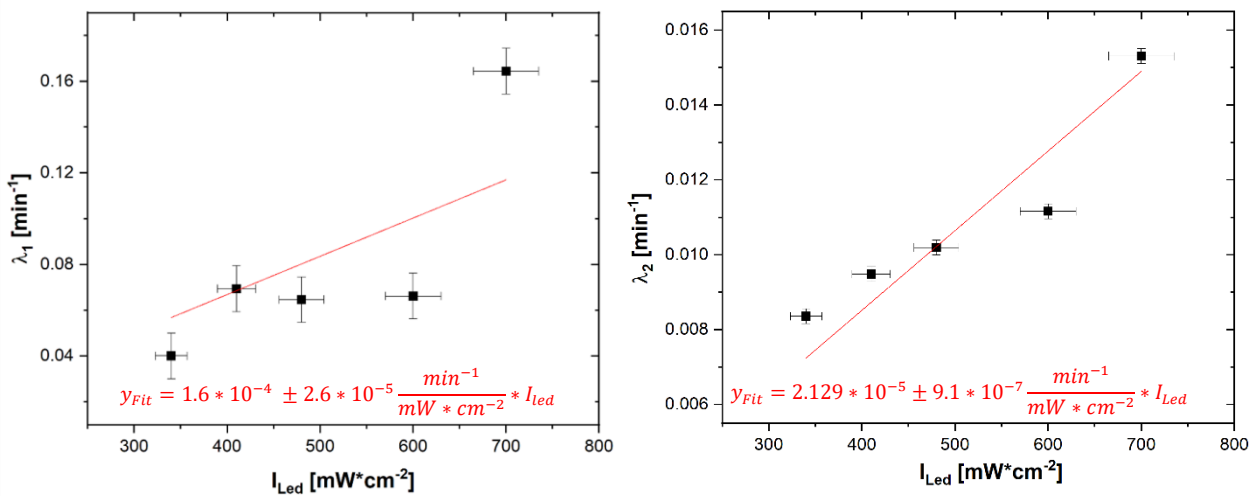 0.16
0.12
0.08
0.04
λ₁ [min⁻¹]
y_Fit = 1.6 * 10⁻⁴ ± 2.6 * 10⁻⁵ min⁻¹ / mW * cm⁻² * I_led
300 400 500 600 700 800
I_Led [mW*cm⁻²]
0.016
0.014
0.012
0.010
0.008
0.006
λ₂ [min⁻¹]
y_Fit = 2.129 * 10⁻⁵ ± 9.1 * 10⁻⁷ min⁻¹ / mW * cm⁻² * I_Led
300 400 500 600 700 800
I_Led [mW*cm⁻²]